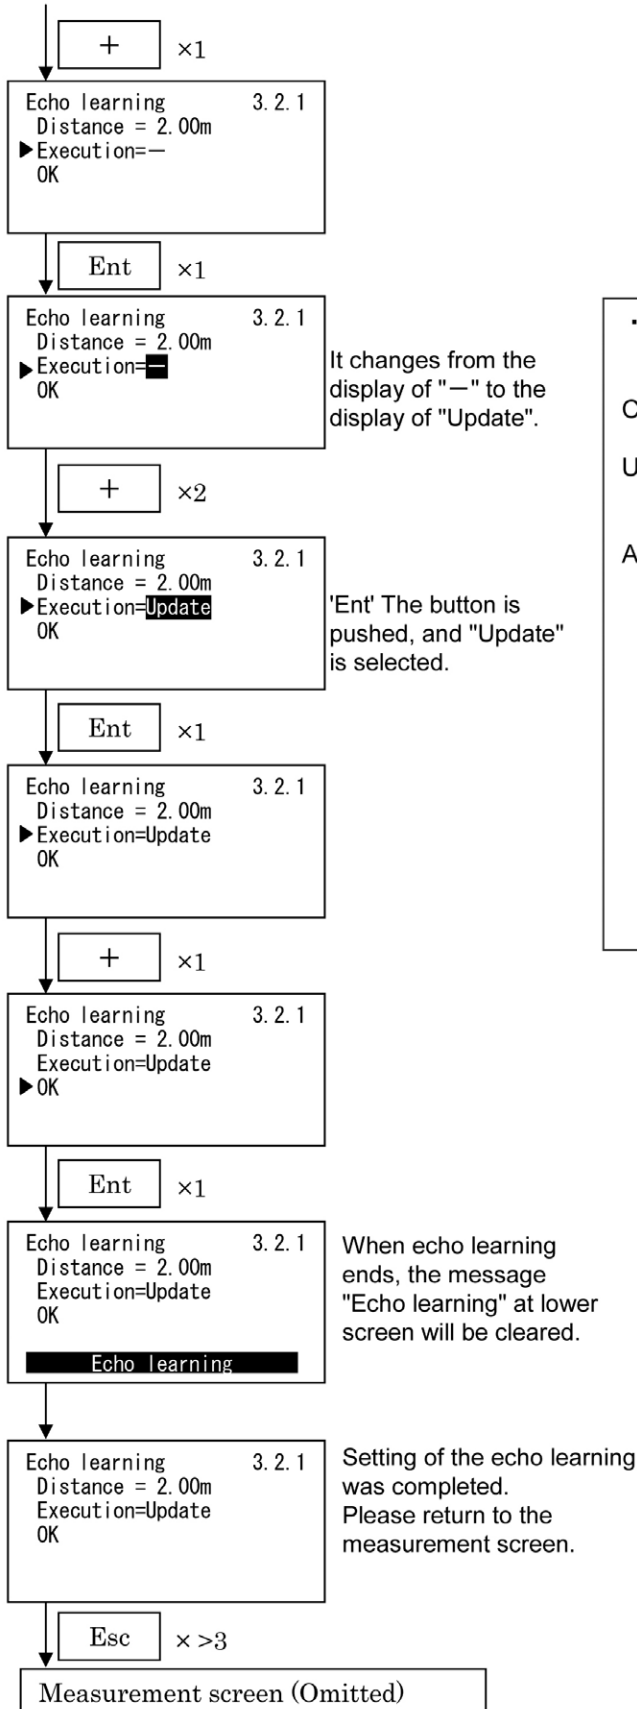 + ×1
Echo learning 3.2.1
Distance = 2.00m
▶Execution=—
OK
Ent ×1
Echo learning 3.2.1
Distance = 2.00m
▶Execution=—
OK
It changes from the
display of "—" to the
display of "Update".
+ ×2
Echo learning 3.2.1
Distance = 2.00m
▶Execution=Update
OK
'Ent' The button is
pushed, and "Update"
is selected.
Ent ×1
Echo learning 3.2.1
Distance = 2.00m
▶Execution=Update
OK
+ ×1
Echo learning 3.2.1
Distance = 2.00m
Execution=Update
▶OK
Ent ×1
Echo learning 3.2.1
Distance = 2.00m
Execution=Update
OK
Echo learning
When echo learning
ends, the message
"Echo learning" at lower
screen will be cleared.
Echo learning 3.2.1
Distance = 2.00m
Execution=Update
OK
Setting of the echo learning
was completed.
Please return to the
measurement screen.
Esc × >3
Measurement screen (Omitted)